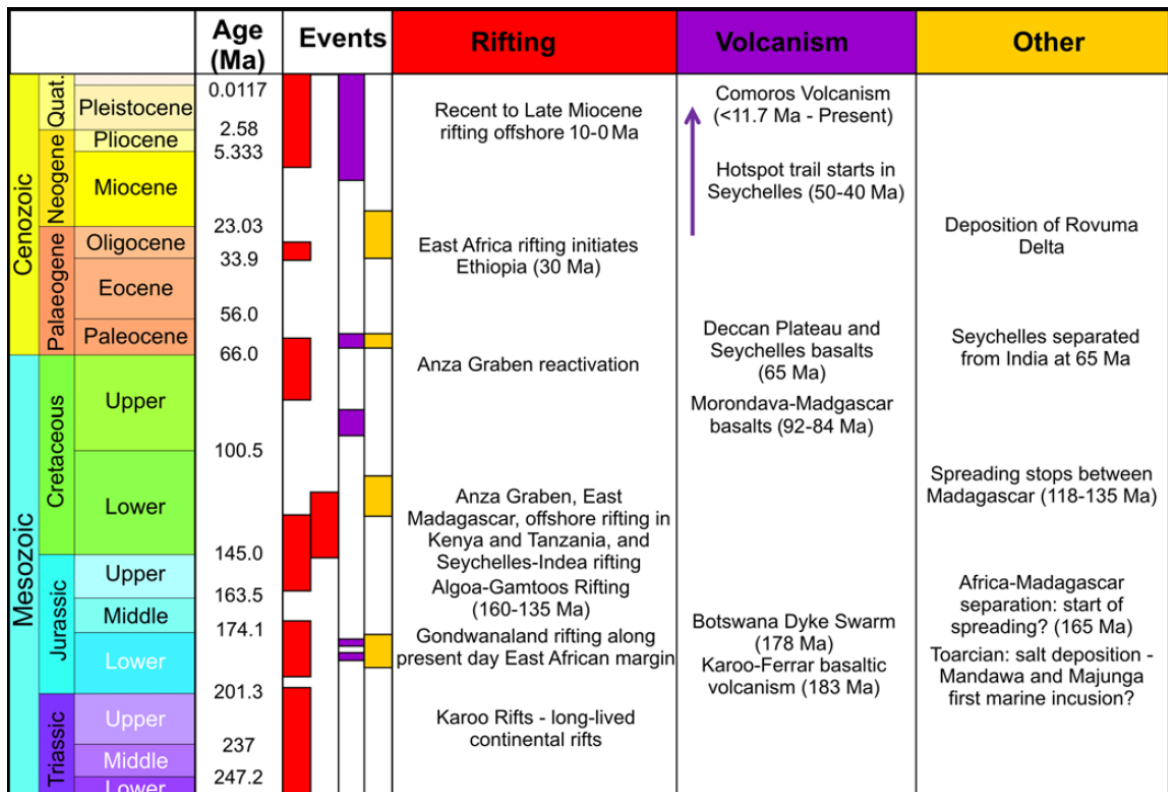 Age
(Ma)
Events
Rifting
Volcanism
Other
Cenozoic
Mesozoic
Quat.
Neogene
Palaeogene
Cretaceous
Jurassic
Triassic
Pleistocene
Pliocene
Miocene
Oligocene
Eocene
Paleocene
Upper
Lower
Upper
Middle
Lower
Upper
Middle
Lower
0.0117
2.58
5.333
23.03
33.9
56.0
66.0
100.5
145.0
163.5
174.1
201.3
237
247.2
Recent to Late Miocene
rifting offshore 10-0 Ma
East Africa rifting initiates
Ethiopia (30 Ma)
Anza Graben reactivation
Anza Graben, East
Madagascar, offshore rifting in
Kenya and Tanzania, and
Seychelles-Indea rifting
Algoa-Gamtoos Rifting
(160-135 Ma)
Gondwanaland rifting along
present day East African margin
Karoo Rifts - long-lived
continental rifts
Comoros Volcanism
(<11.7 Ma - Present)
Hotspot trail starts in
Seychelles (50-40 Ma)
Deccan Plateau and
Seychelles basalts
(65 Ma)
Morondava-Madgascar
basalts (92-84 Ma)
Botswana Dyke Swarm
(178 Ma)
Karoo-Ferrar basaltic
volcanism (183 Ma)
Deposition of Rovuma
Delta
Seychelles separated
from India at 65 Ma
Spreading stops between
Madagascar (118-135 Ma)
Africa-Madagascar
separation: start of
spreading? (165 Ma)
Toarcian: salt deposition -
Mandawa and Majunga
first marine incusion?